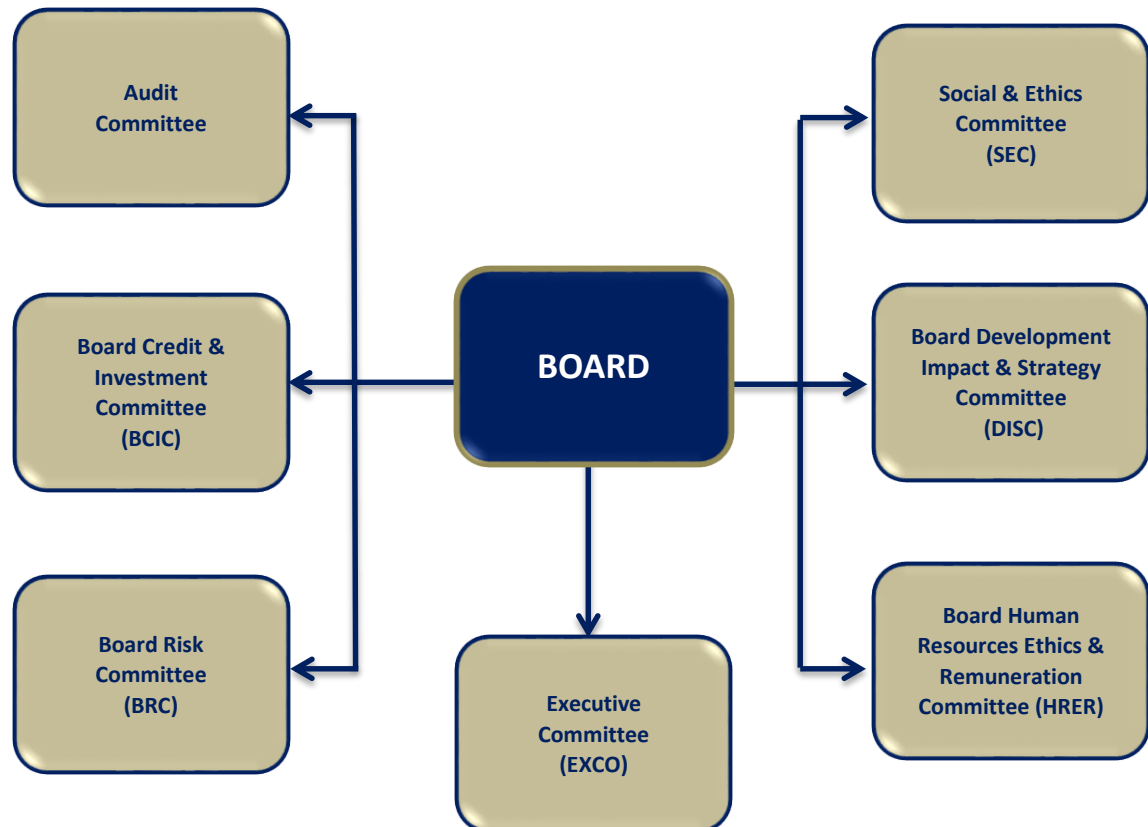 Audit
Committee
Social & Ethics
Committee
(SEC)
BOARD
Board Credit &
Investment
Committee
(BCIC)
Board Development
Impact & Strategy
Committee
(DISC)
Board Risk
Committee
(BRC)
Executive
Committee
(EXCO)
Board Human
Resources Ethics &
Remuneration
Committee (HRER)